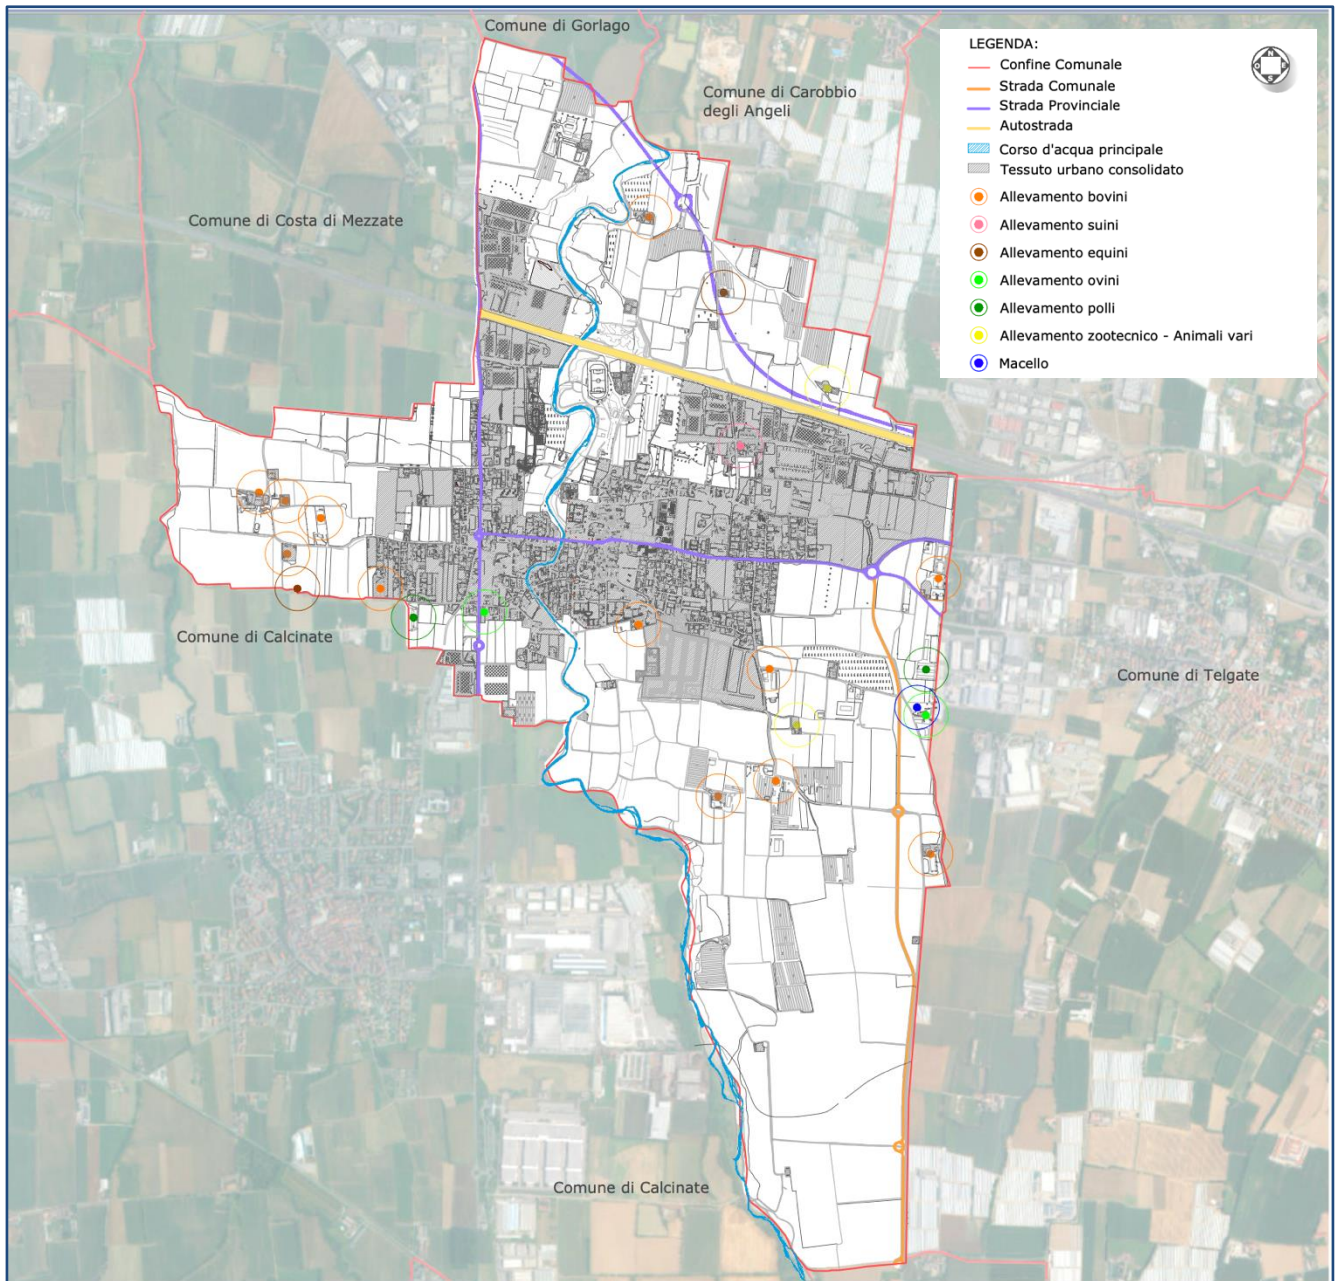 Comune di Gorlago
LEGENDA:
Confine Comunale
Strada Comunale
Strada Provinciale
Autostrada
Corso d'acqua principale
Tessuto urbano consolidato
Allevamento bovini
Allevamento suini
Allevamento equini
Allevamento ovini
Allevamento polli
Allevamento zootecnico - Animali vari
Macello
N
O
E
S
Comune di Carobbio
degli Angeli
Comune di Costa di Mezzate
Comune di Calcinate
Comune di Telgate
Comune di Calcinate